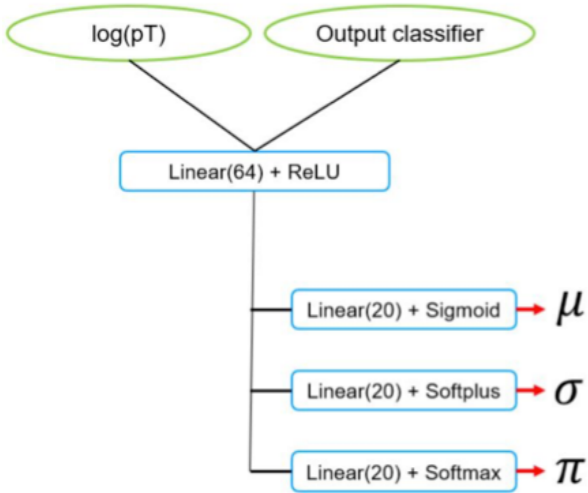 log(pT)
Output classifier
Linear(64) + ReLU
Linear(20) + Sigmoid
μ
Linear(20) + Softplus
σ
Linear(20) + Softmax
π